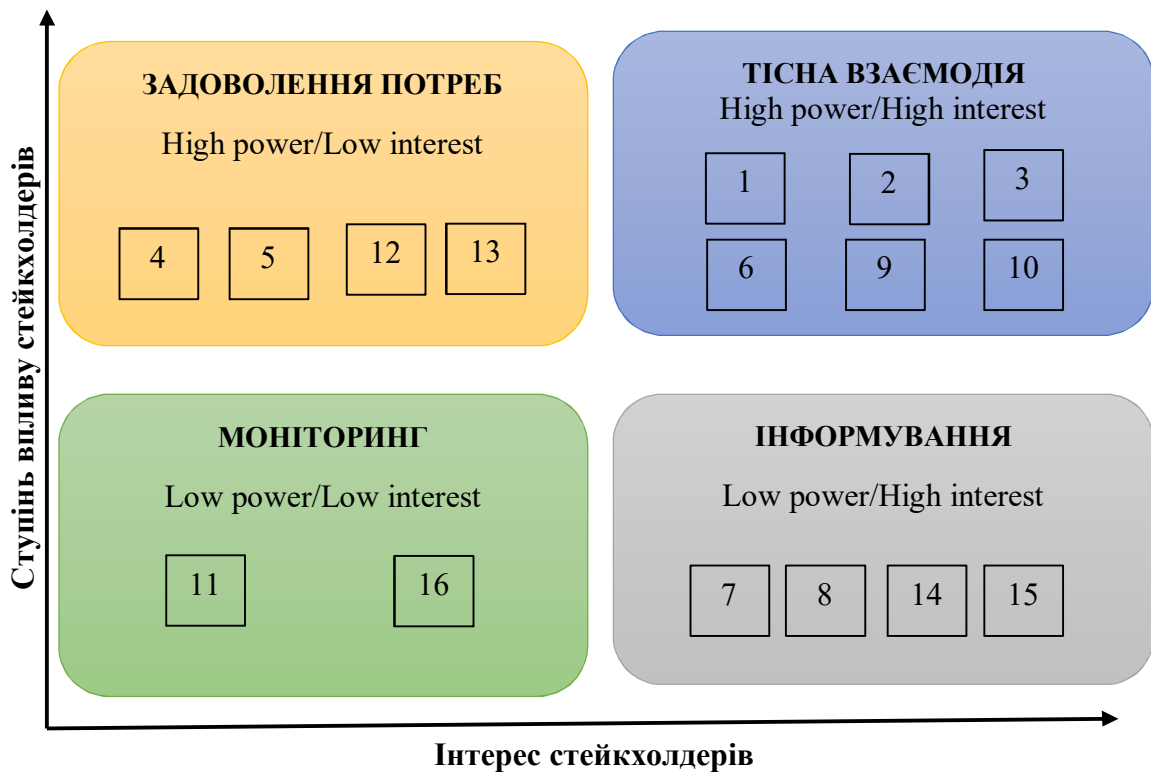 Ступінь впливу стейкхолдерів
ЗАДОВОЛЕННЯ ПОТРЕБ
High power/Low interest
4 5 12 13
ТІСНА ВЗАЄМОДІЯ
High power/High interest
1 2 3
6 9 10
МОНІТОРИНГ
Low power/Low interest
11 16
ІНФОРМУВАННЯ
Low power/High interest
7 8 14 15
Інтерес стейкхолдерів